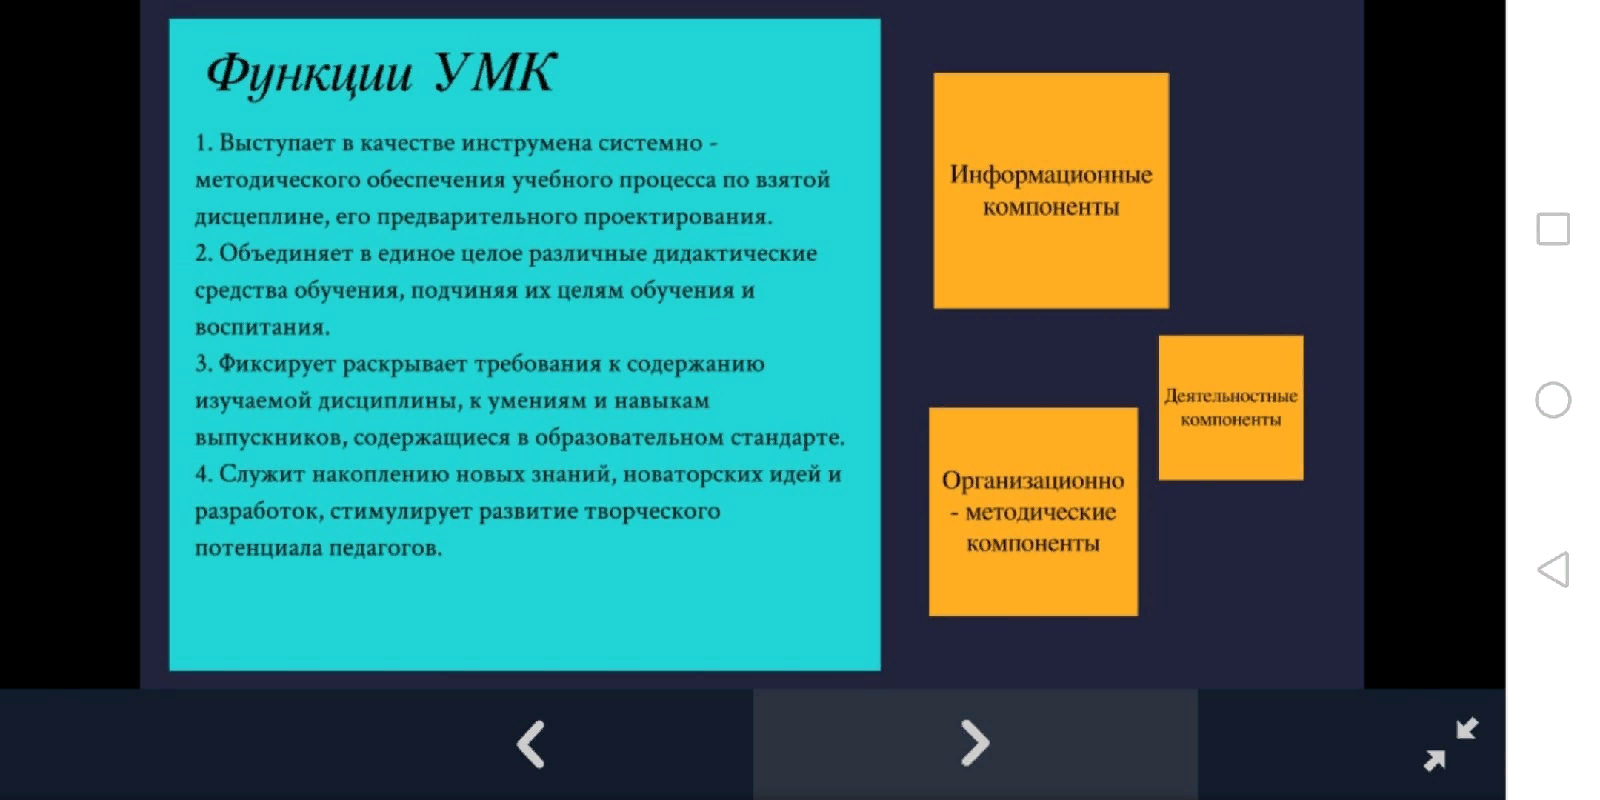 Функции УМК
1. Выступает в качестве инструмена системно -
методического обеспечения учебного процесса по взятой
дисцеплине, его предварительного проектирования.
2. Объединяет в единое целое различные дидактические
средства обучения, подчиняя их целям обучения и
воспитания.
3. Фиксирует раскрывает требования к содержанию
изучаемой дисциплины, к умениям и навыкам
выпускников, содержащиеся в образовательном стандарте.
4. Служит накоплению новых знаний, новаторских идей и
разработок, стимулирует развитие творческого
потенциала педагогов.
Информационные
компоненты
Деятельностные
компоненты
Организационно
- методические
компоненты